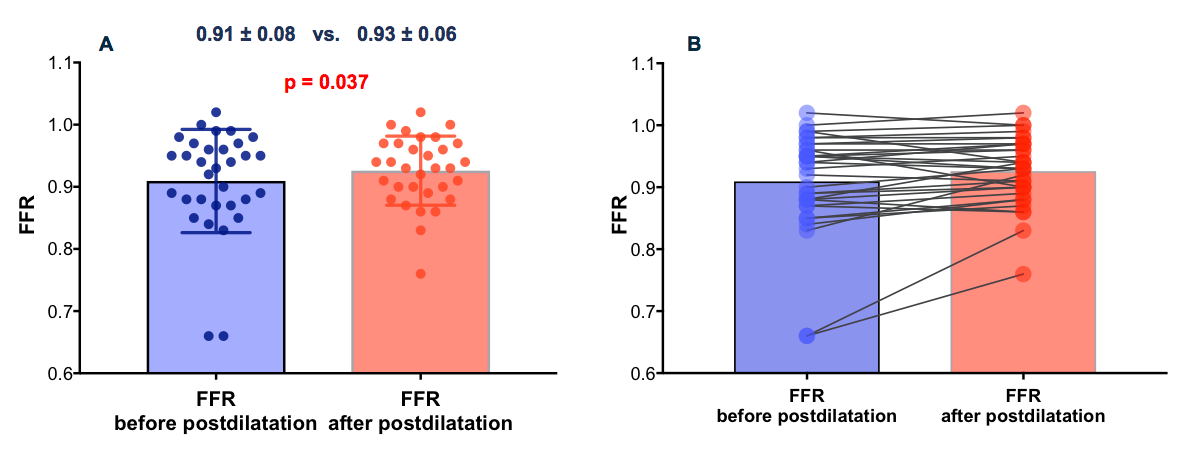 0.91 ± 0.08 vs. 0.93 ± 0.06
A
p = 0.037
1.1
1.0
0.9
0.8
0.7
0.6
FFR
FFR
before postdilatation
FFR
after postdilatation
B
1.1
1.0
0.9
0.8
0.7
0.6
FFR
FFR
before postdilatation
FFR
after postdilatation